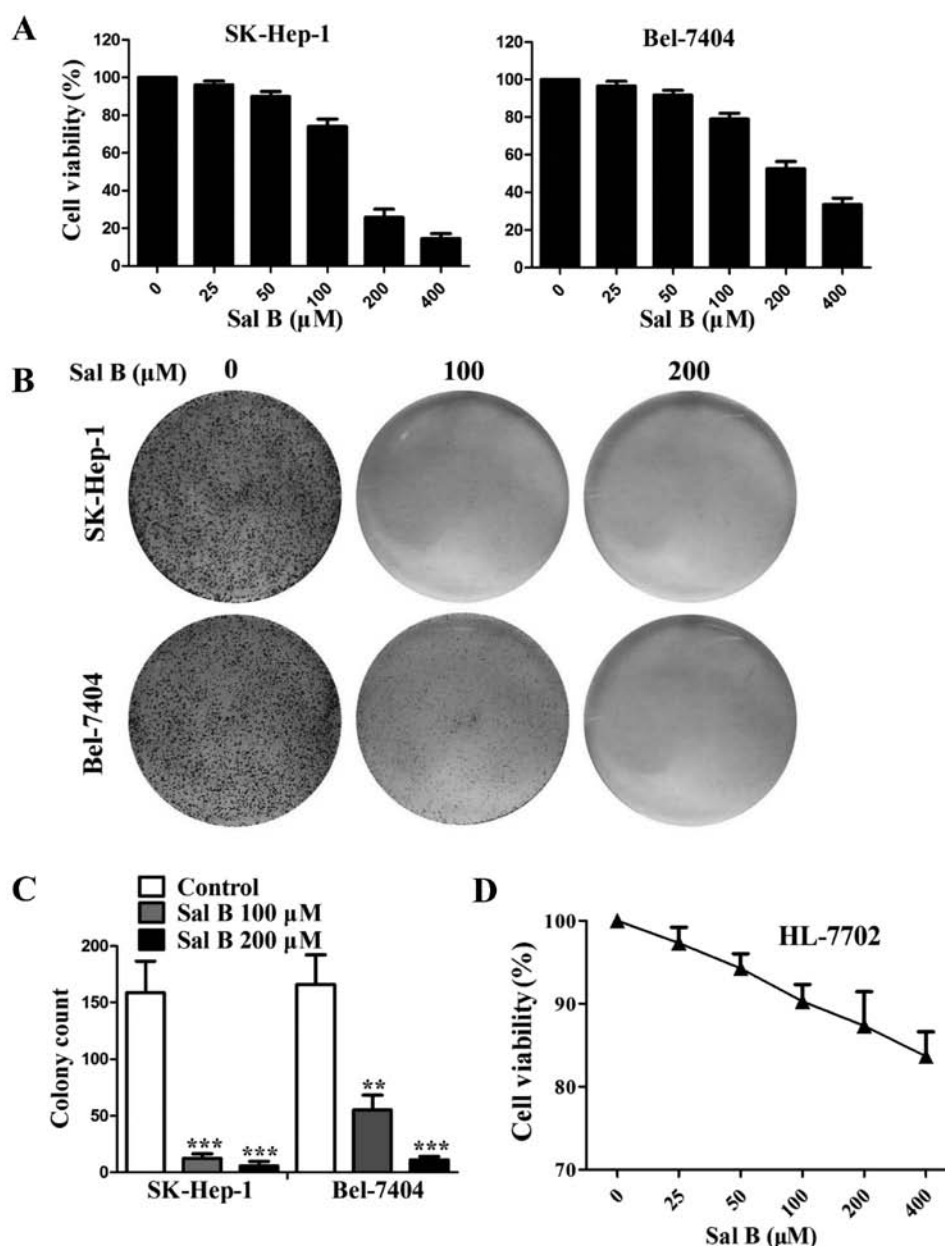 A
SK-Hep-1
Cell viability (%)
120
100
80
60
40
20
0
0 25 50 100 200 400
Sal B (µM)
Bel-7404
120
100
80
60
40
20
0
0 25 50 100 200 400
Sal B (µM)
B
Sal B (µM) 0 100 200
SK-Hep-1
Bel-7404
C
Control
Sal B 100 µM
Sal B 200 µM
Colony count
200
150
100
50
0
*** *** ** ***
SK-Hep-1 Bel-7404
D
HL-7702
Cell viability (%)
100
90
80
70
0 25 50 100 200 400
Sal B (µM)